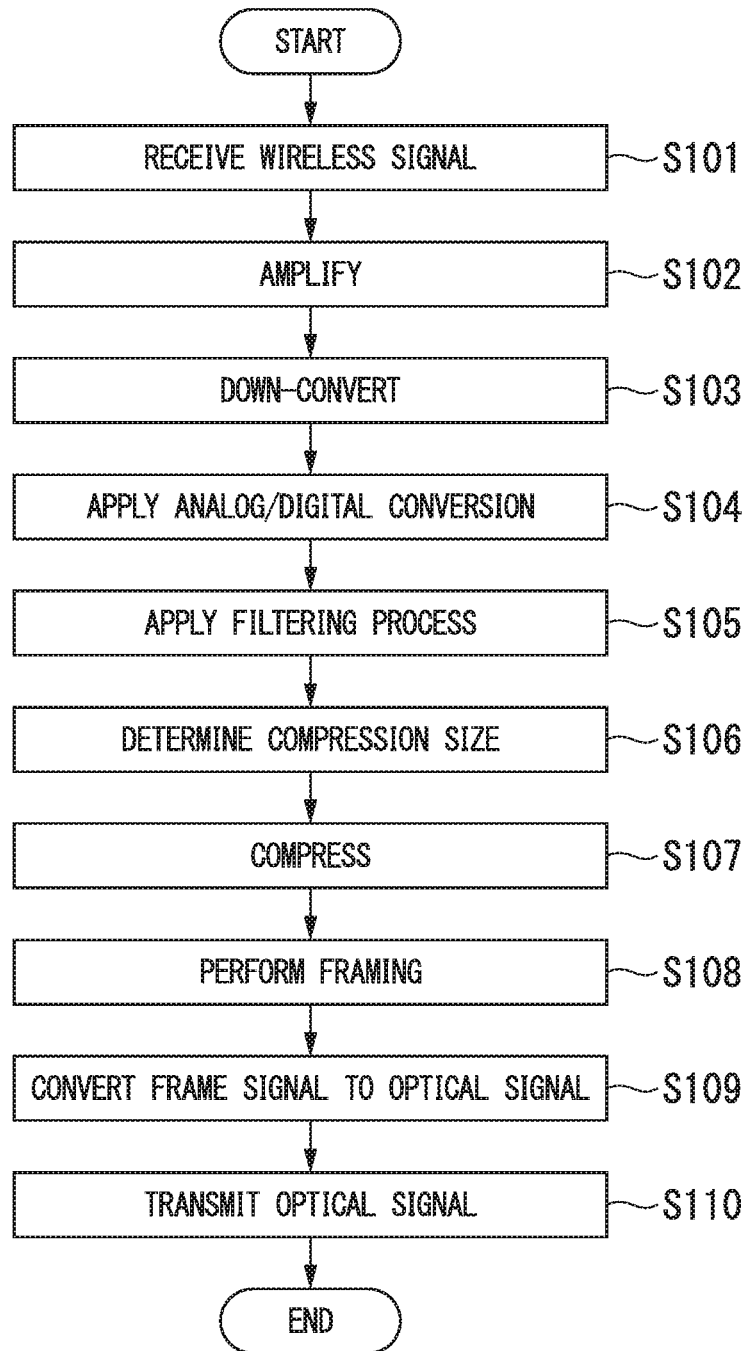 START
RECEIVE WIRELESS SIGNAL S101
AMPLIFY S102
DOWN-CONVERT S103
APPLY ANALOG/DIGITAL CONVERSION S104
APPLY FILTERING PROCESS S105
DETERMINE COMPRESSION SIZE S106
COMPRESS S107
PERFORM FRAMING S108
CONVERT FRAME SIGNAL TO OPTICAL SIGNAL S109
TRANSMIT OPTICAL SIGNAL S110
END